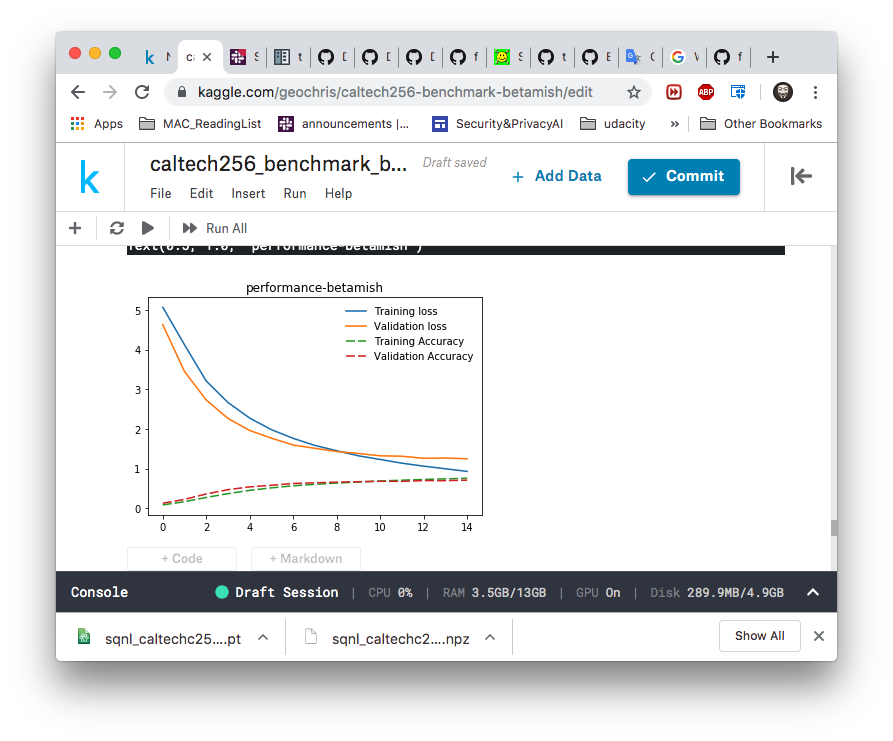 k N c S t D D D f S t E C G V f
kaggle.com/geochris/caltech256-benchmark-betamish/edit ABP
Apps MAC_ReadingList announcements |... Security&PrivacyAI udacity » Other Bookmarks
k caltech256_benchmark_b... Draft saved + Add Data Commit
File Edit Insert Run Help
+ Run All
Text(0.5, 1.0, 'performance-betamish')
performance-betamish
Training loss
Validation loss
Training Accuracy
Validation Accuracy
5
4
3
2
1
0
0 2 4 6 8 10 12 14
+ Code + Markdown
Console Draft Session | CPU 0% | RAM 3.5GB/13GB | GPU On | Disk 289.9MB/4.9GB
sqnl_caltechc25....pt sqnl_caltechc2....npz Show All